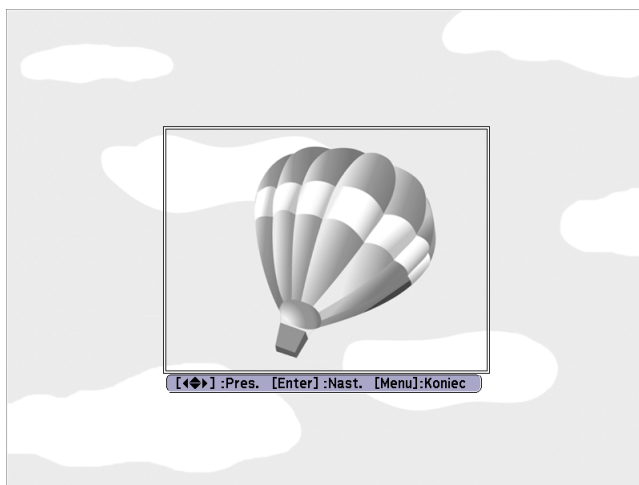 [◂◆▸] :Pres. [Enter] :Nast. [Menu]:Koniec